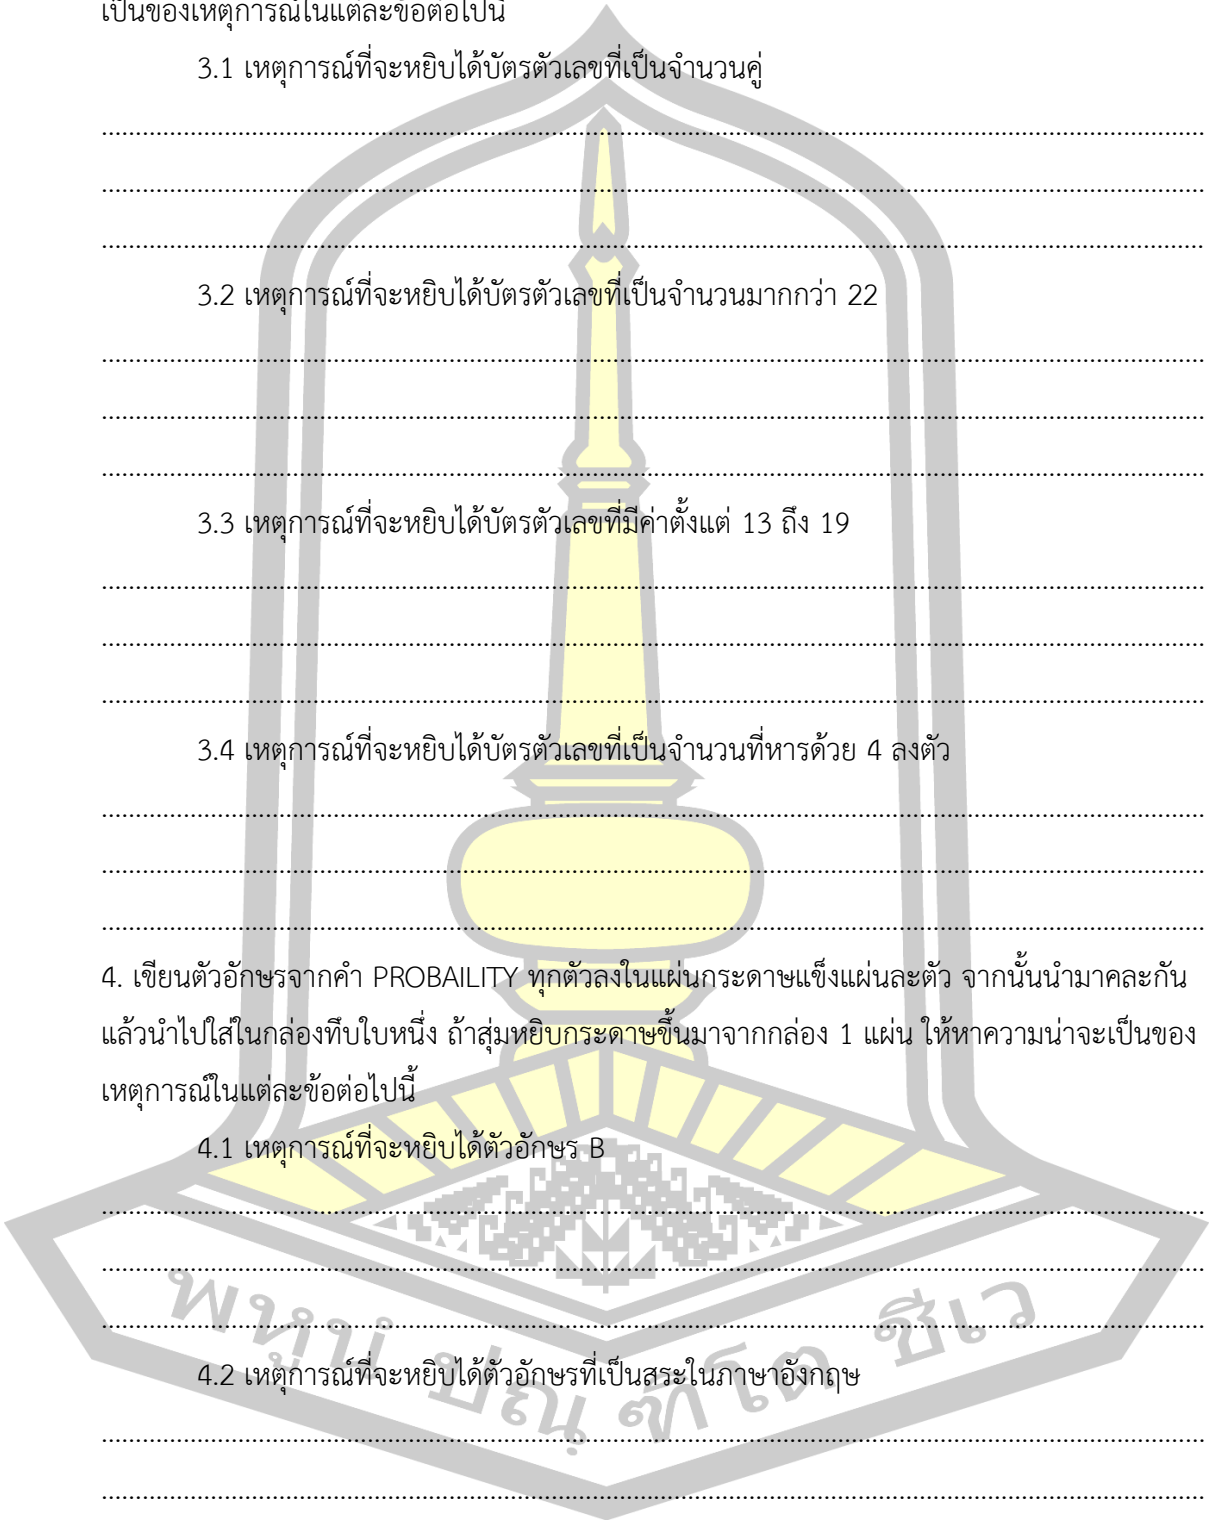 เป็นของเหตุการณ์ในแต่ละข้อต่อไปนี้
3.1 เหตุการณ์ที่จะหยิบได้บัตรตัวเลขที่เป็นจำนวนคู่
3.2 เหตุการณ์ที่จะหยิบได้บัตรตัวเลขที่เป็นจำนวนมากกว่า 22
3.3 เหตุการณ์ที่จะหยิบได้บัตรตัวเลขที่มีค่าตั้งแต่ 13 ถึง 19
3.4 เหตุการณ์ที่จะหยิบได้บัตรตัวเลขที่เป็นจำนวนที่หารด้วย 4 ลงตัว
4. เขียนตัวอักษรจากคำ PROBAILITY ทุกตัวลงในแผ่นกระดาษแข็งแผ่นละตัว จากนั้นนำมาคละกัน
แล้วนำไปใส่ในกล่องทึบใบหนึ่ง ถ้าสุ่มหยิบกระดาษขึ้นมาจากกล่อง 1 แผ่น ให้หาความน่าจะเป็นของ
เหตุการณ์ในแต่ละข้อต่อไปนี้
4.1 เหตุการณ์ที่จะหยิบได้ตัวอักษร B
4.2 เหตุการณ์ที่จะหยิบได้ตัวอักษรที่เป็นสระในภาษาอังกฤษ
พหูนํ ปณฺฑิโต ชีเว